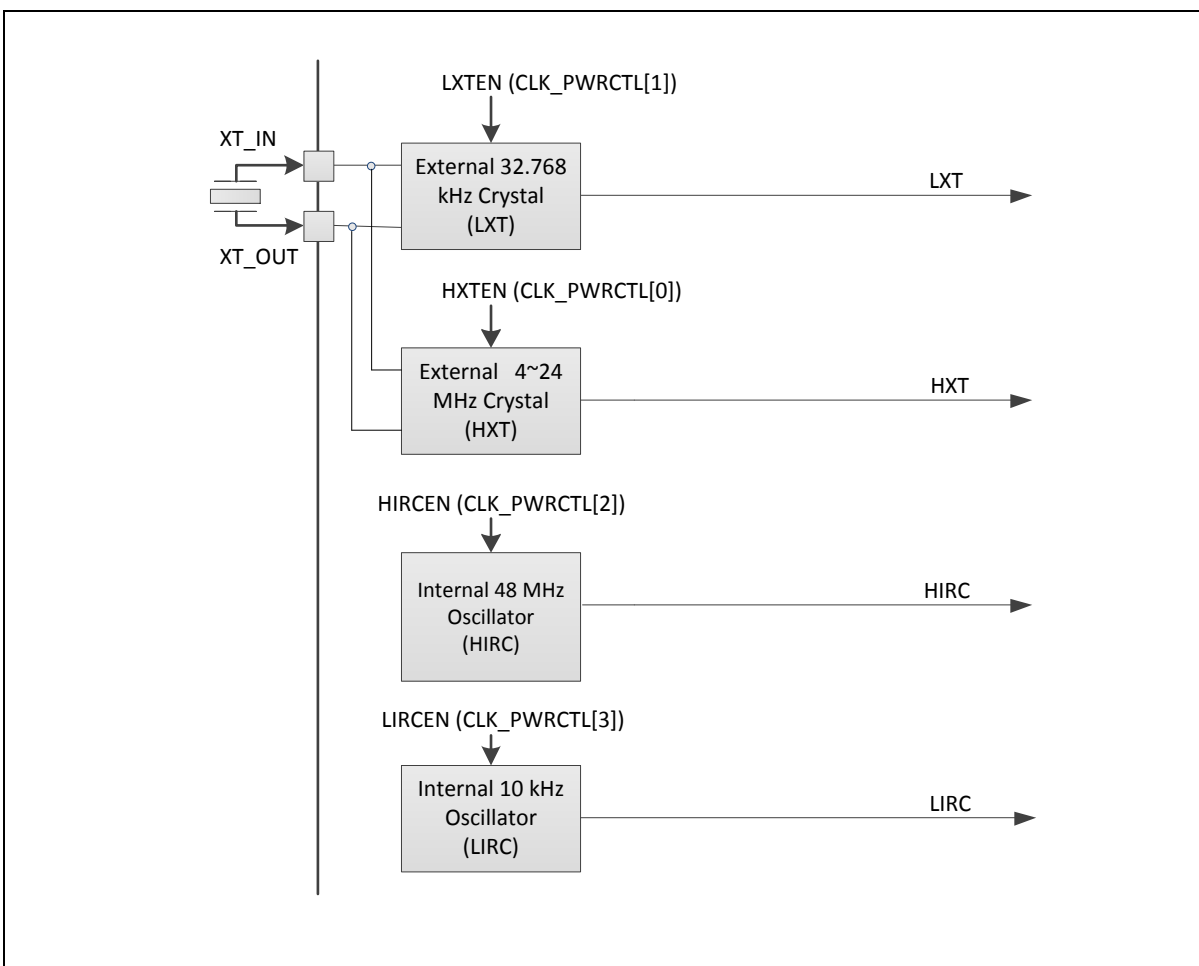 LXTEN (CLK_PWRCTL[1])
XT_IN
External 32.768
kHz Crystal
(LXT)
LXT
XT_OUT
HXTEN (CLK_PWRCTL[0])
External 4~24
MHz Crystal
(HXT)
HXT
HIRCEN (CLK_PWRCTL[2])
Internal 48 MHz
Oscillator
(HIRC)
HIRC
LIRCEN (CLK_PWRCTL[3])
Internal 10 kHz
Oscillator
(LIRC)
LIRC